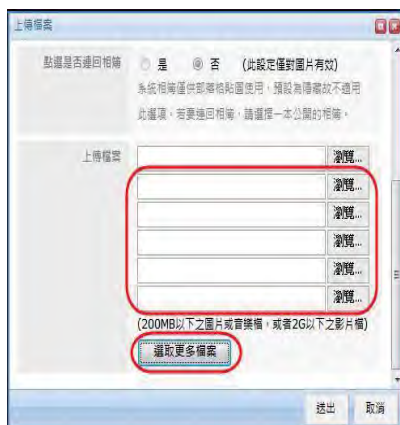 上傳檔案
點選是否連回相簿 是 否 (此設定僅對圖片有效)
系統相簿僅供部落格貼圖使用，預設為隱藏故不適用
此選項。若要連回相簿，請選擇一本公開的相簿。
上傳檔案 瀏覽...
瀏覽...
瀏覽...
瀏覽...
瀏覽...
瀏覽...
(200MB以下之圖片或音樂檔，或者2G以下之影片檔)
選取更多檔案
送出 取消